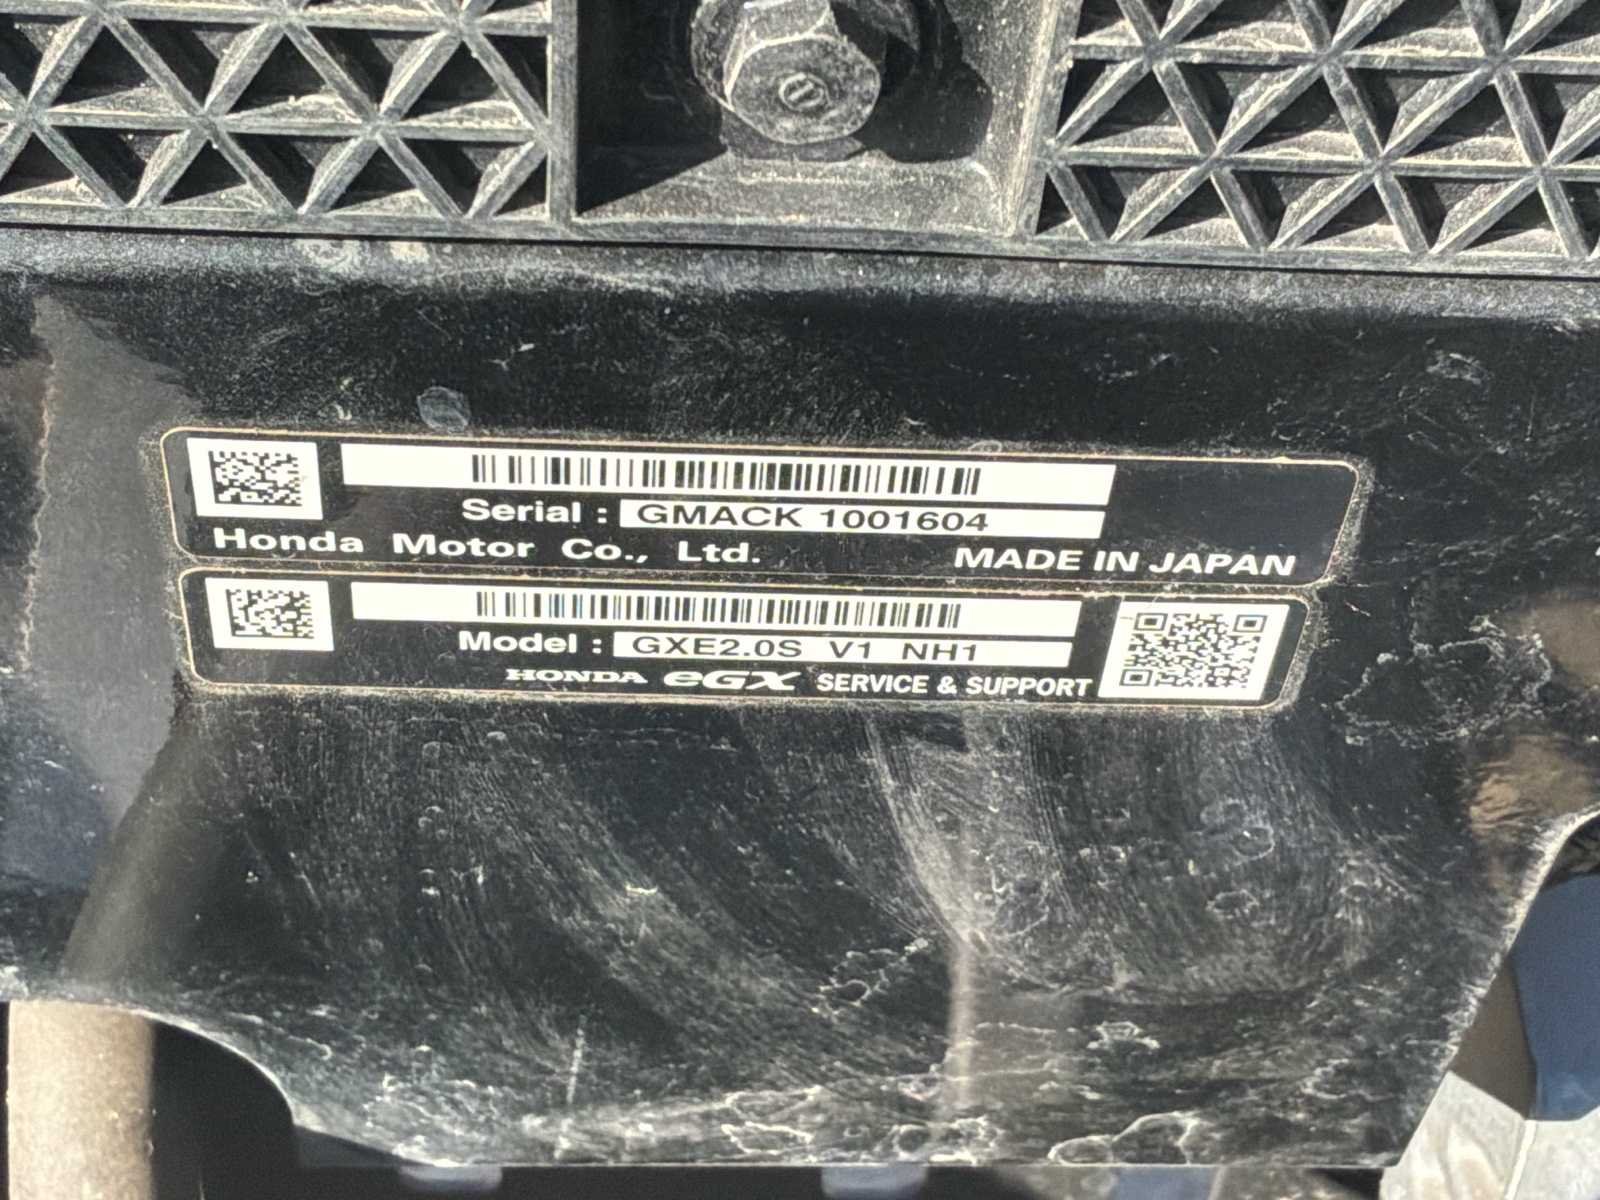 Serial : GMACK 1001604
Honda Motor Co., Ltd. MADE IN JAPAN
Model : GXE2.0S V1 NH1
HONDA eGX SERVICE & SUPPORT